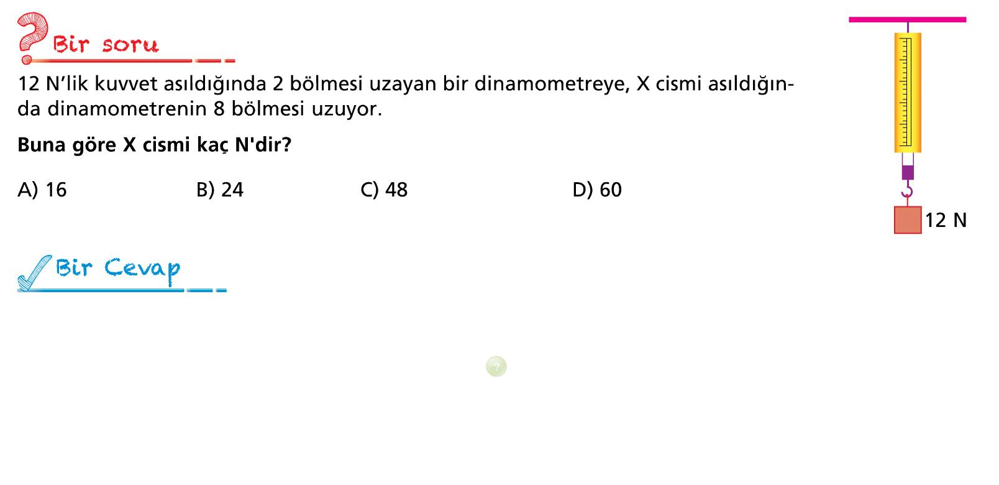 Bir soru
12 N’lik kuvvet asıldığında 2 bölmesi uzayan bir dinamometreye, X cismi asıldığın-
da dinamometrenin 8 bölmesi uzuyor.
Buna göre X cismi kaç N'dir?
A) 16 B) 24 C) 48 D) 60
12 N
Bir Cevap
?